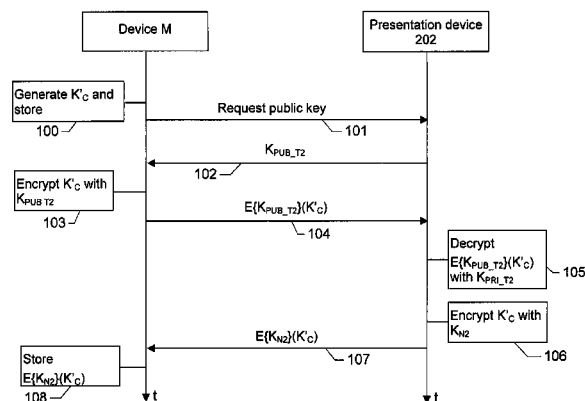 Device M
Presentation device
202
Generate K'C and
store
100
Request public key
101
KPUB_T2
102
Encrypt K'C with
KPUB T2
103
E{KPUB_T2}(K'C)
104
Decrypt
E{KPUB_T2}(K'C)
with KPRI_T2
105
Encrypt K'C with
KN2
106
E{KN2}(K'C)
107
Store
E{KN2}(K'C)
108
t
t